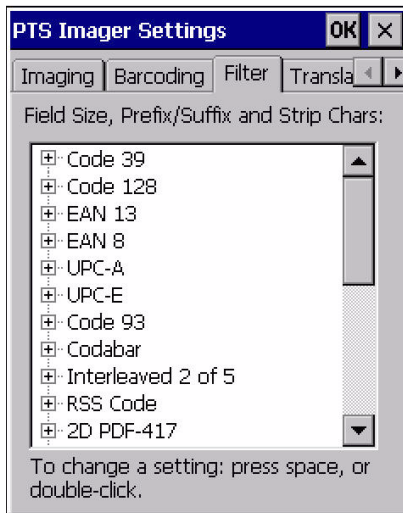 PTS Imager Settings OK
Imaging Barcoding Filter Transla
Field Size, Prefix/Suffix and Strip Chars:
Code 39
Code 128
EAN 13
EAN 8
UPC-A
UPC-E
Code 93
Codabar
Interleaved 2 of 5
RSS Code
2D PDF-417
To change a setting: press space, or
double-click.